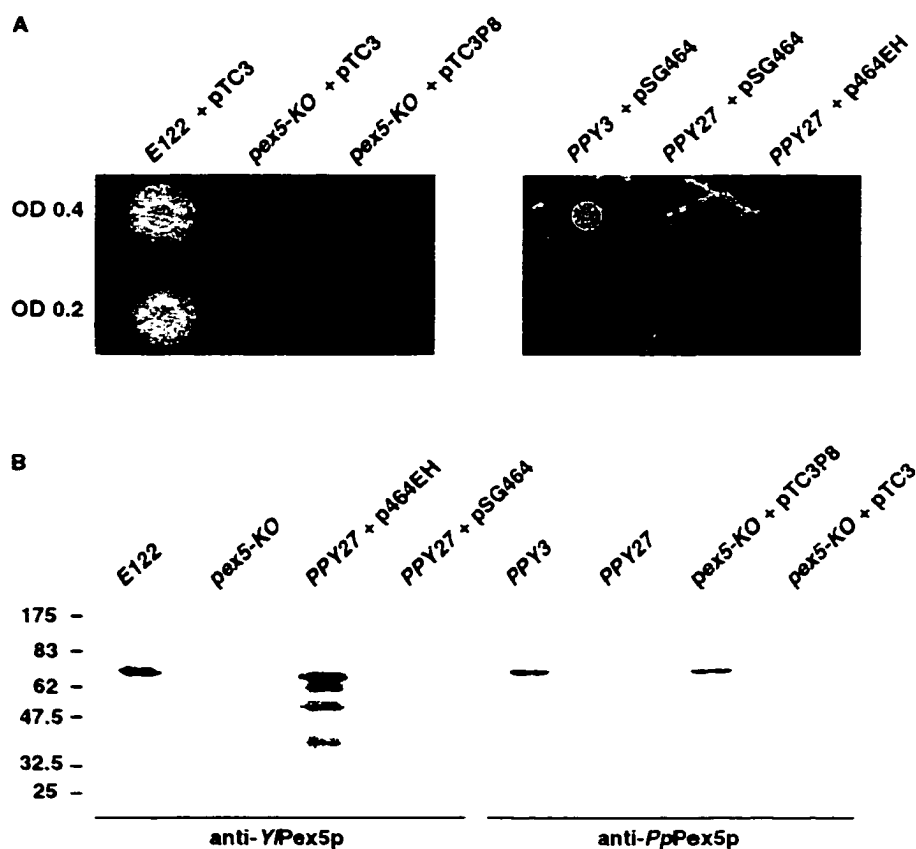 A
E122 + pTC3
pex5-KO + pTC3
pex5-KO + pTC3P8
PPY3 + pSG464
PPY27 + pSG464
PPY27 + p464EH
OD 0.4
OD 0.2
B
E122
pex5-KO
PPY27 + p464EH
PPY27 + pSG464
PPY3
PPY27
pex5-KO + pTC3P8
pex5-KO + pTC3
175 –
83 –
62 –
47.5 –
32.5 –
25 –
anti-YlPex5p
anti-PpPex5p